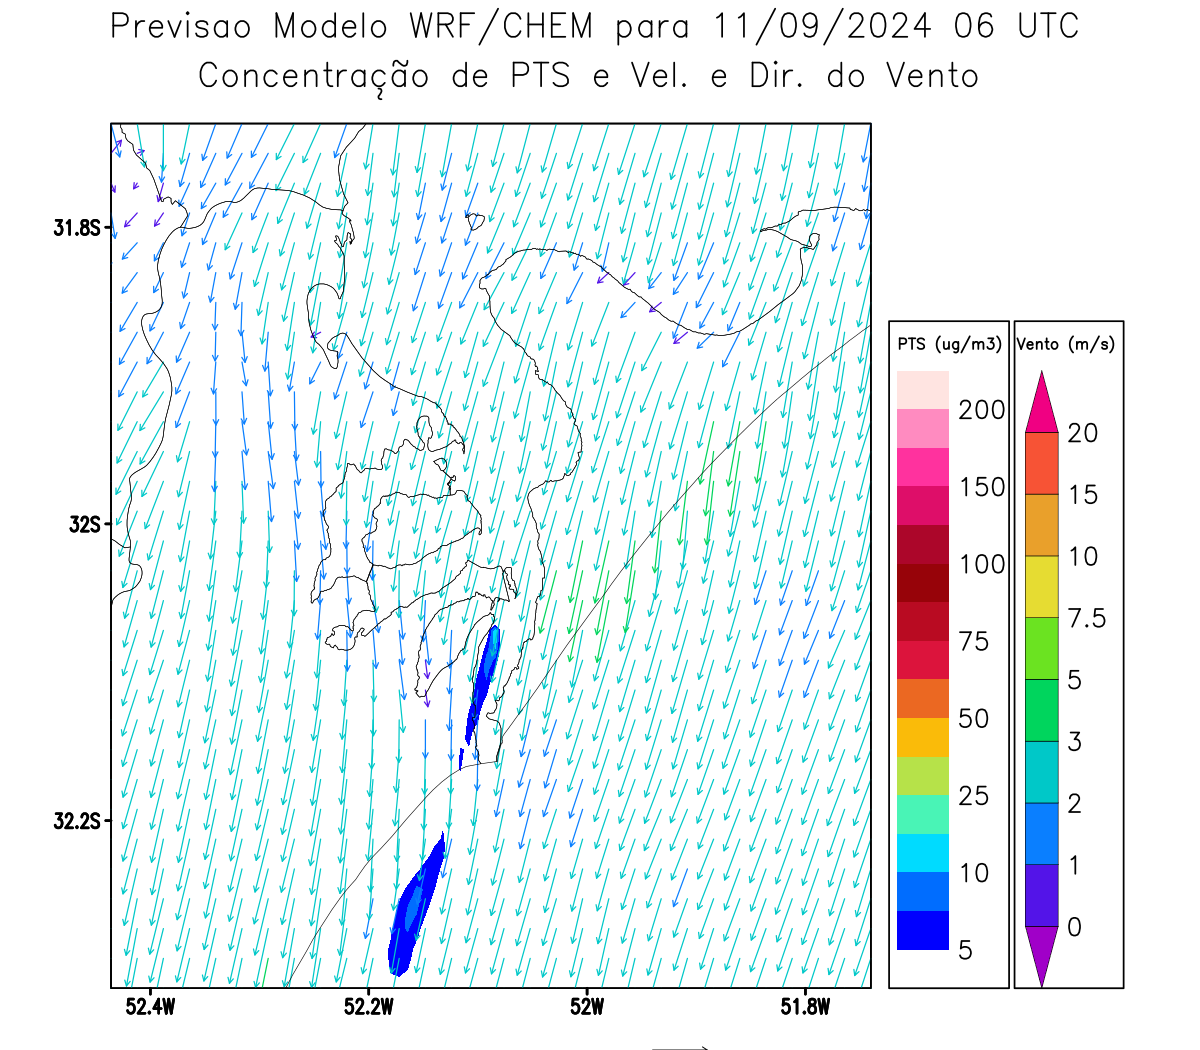 Previsao Modelo WRF/CHEM para 11/09/2024 06 UTC
Concentração de PTS e Vel. e Dir. do Vento
31.8S
32S
32.2S
52.4W 52.2W 52W 51.8W
PTS (ug/m3)
200
150
100
75
50
25
10
5
Vento (m/s)
20
15
10
7.5
5
3
2
1
0